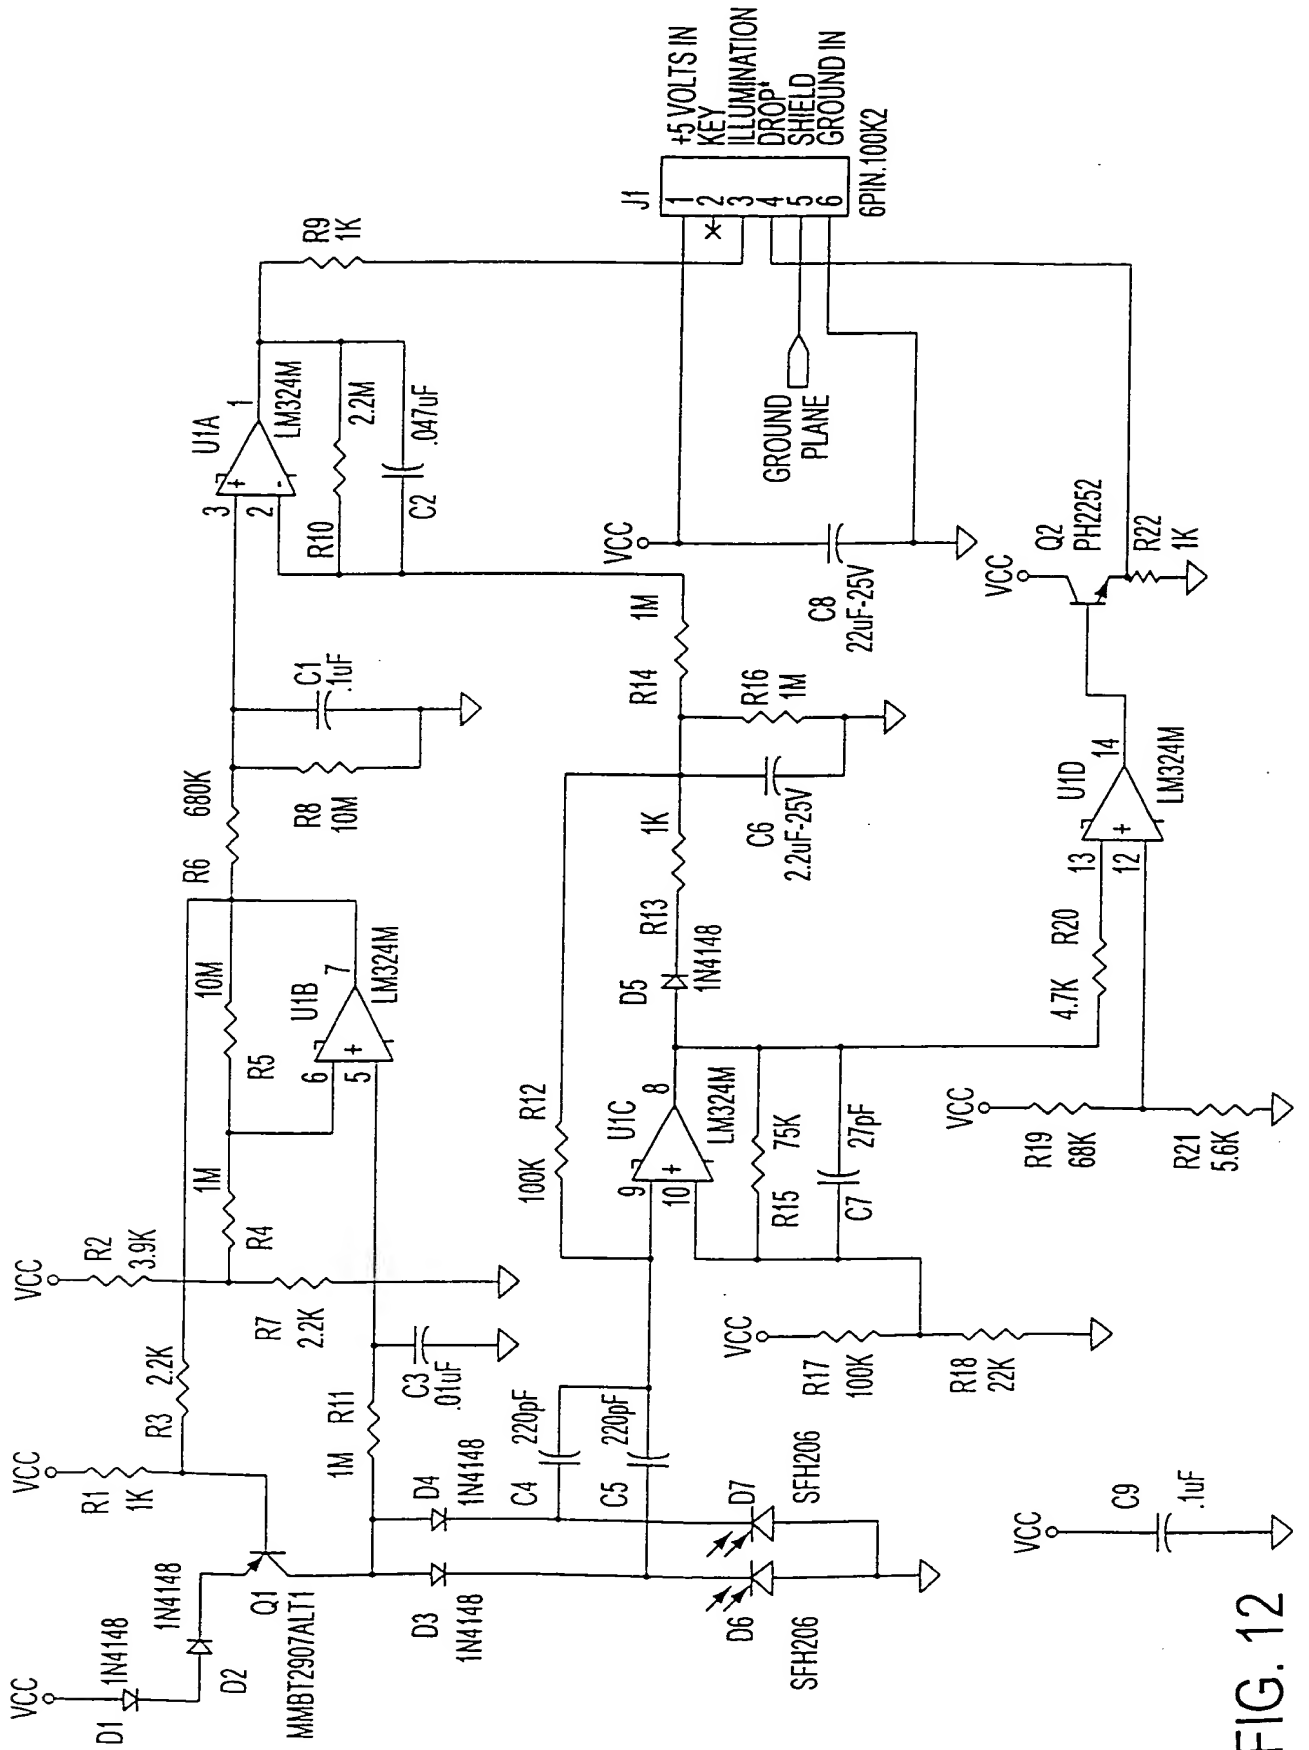 VCC
D1
1N4148
D2
1N4148
VCC
R1
1K
Q1
MMBT2907ALT1
R3
2.2K
VCC
R2
3.9K
R4
1M
R7
2.2K
R5
10M
6
5
U1B
7
LM324M
R11
1M
C3
.01uF
R6
680K
R8
10M
C1
.1uF
3
2
+
-
U1A
1
LM324M
R10
2.2M
C2
.047uF
R9
1K
D3
1N4148
D4
1N4148
C4
220pF
C5
220pF
D6
SFH206
D7
SFH206
R12
100K
9
10
+
U1C
8
LM324M
R15
75K
C7
27pF
VCC
R17
100K
R18
22K
D5
1N4148
R13
1K
C6
2.2uF-25V
R14
1M
R16
1M
VCC
C8
22uF-25V
GROUND
PLANE
J1
1
2
3
4
5
6
+5 VOLTS IN
KEY
ILLUMINATION
DROP*
SHIELD
GROUND IN
6PIN.100K2
VCC
R19
68K
R21
5.6K
4.7K
R20
13
12
+
U1D
14
LM324M
VCC
Q2
PH2252
R22
1K
VCC
C9
.1uF
+
FIG. 12